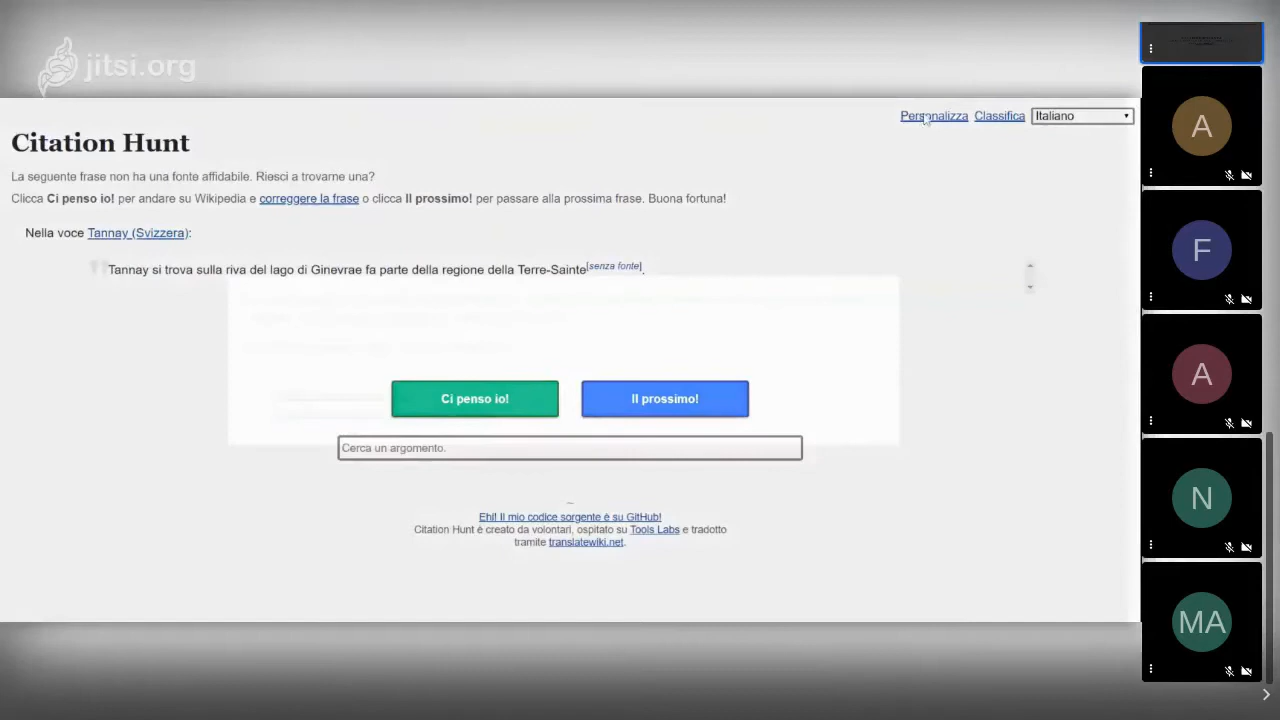 jitsi.org
Personalizza Classifica Italiano
Citation Hunt
La seguente frase non ha una fonte affidabile. Riesci a trovarne una?
Clicca Ci penso io! per andare su Wikipedia e correggere la frase o clicca Il prossimo! per passare alla prossima frase. Buona fortuna!
Nella voce Tannay (Svizzera):
Tannay si trova sulla riva del lago di Ginevrae fa parte della regione della Terre-Sainte[senza fonte].
Ci penso io! Il prossimo!
Cerca un argomento.
Ehi! Il mio codice sorgente è su GitHub!
Citation Hunt è creato da volontari, ospitato su Tools Labs e tradotto
tramite translatewiki.net.
A
F
A
N
MA